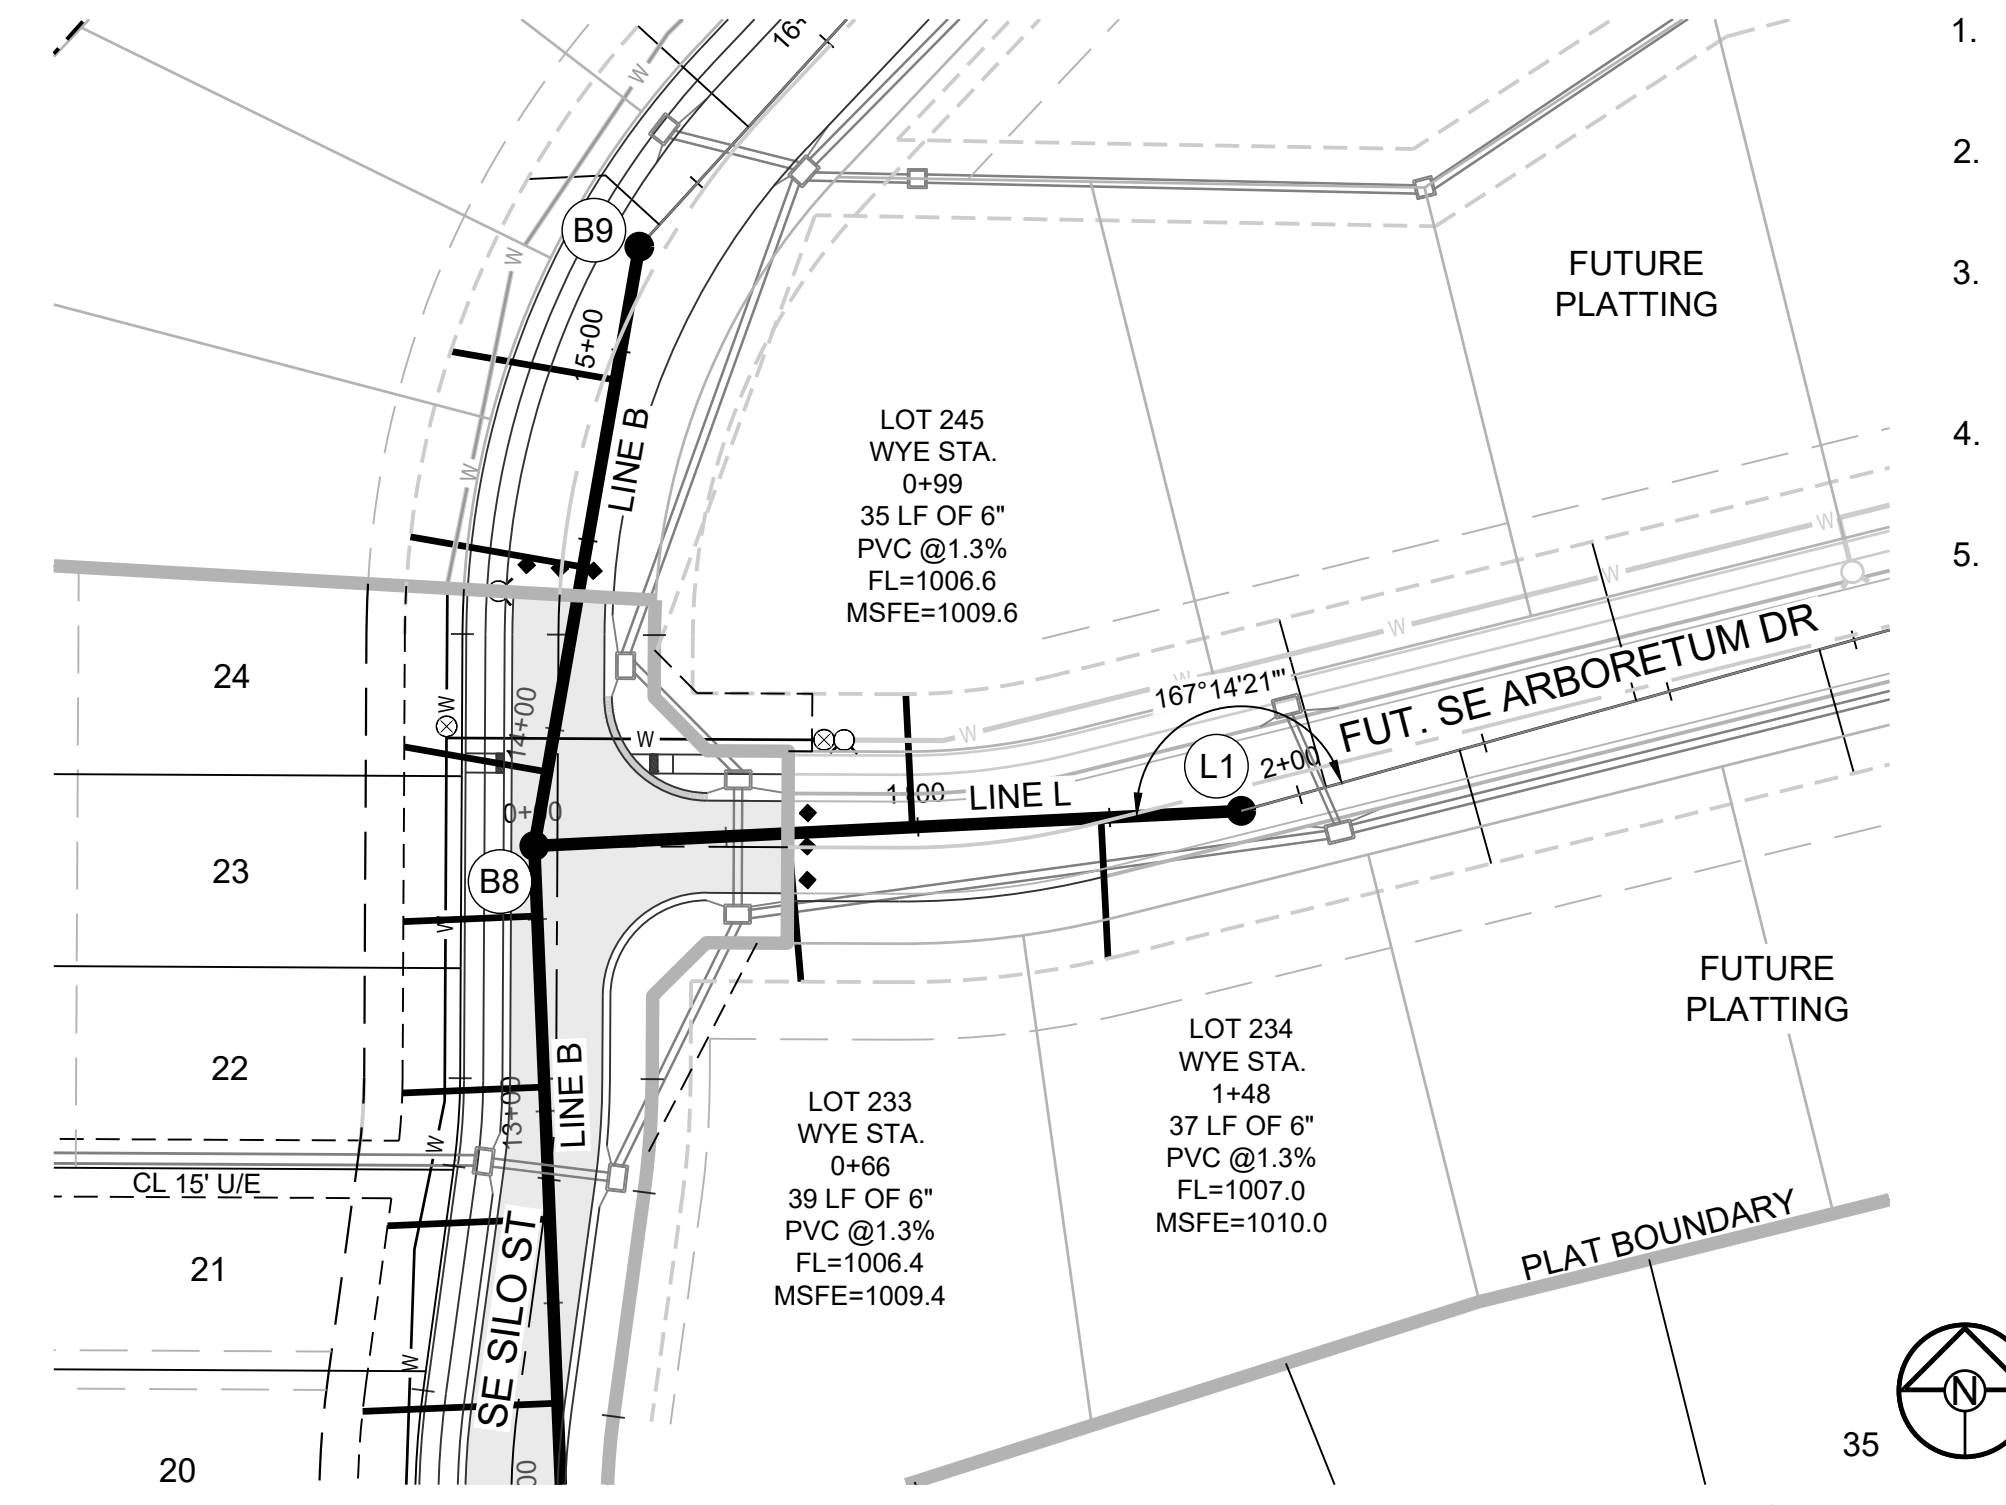 1.
2.
3.
4.
5.
16+
W
W
W
B9
5+00
LINE B
FUTURE
PLATTING
LOT 245
WYE STA.
0+99
35 LF OF 6"
PVC @1.3%
FL=1006.6
MSFE=1009.6
W
W
W
W
W
167°14'21"'
FUT. SE ARBORETUM DR
L1
2+00
LINE L
1+00
24
W
14+00
W
0+00
B8
23
W
22
LINE B
13+00
W
CL 15' U/E
21
W
SE SILO ST
20
00
LOT 233
WYE STA.
0+66
39 LF OF 6"
PVC @1.3%
FL=1006.4
MSFE=1009.4
LOT 234
WYE STA.
1+48
37 LF OF 6"
PVC @1.3%
FL=1007.0
MSFE=1010.0
FUTURE
PLATTING
PLAT BOUNDARY
N
35